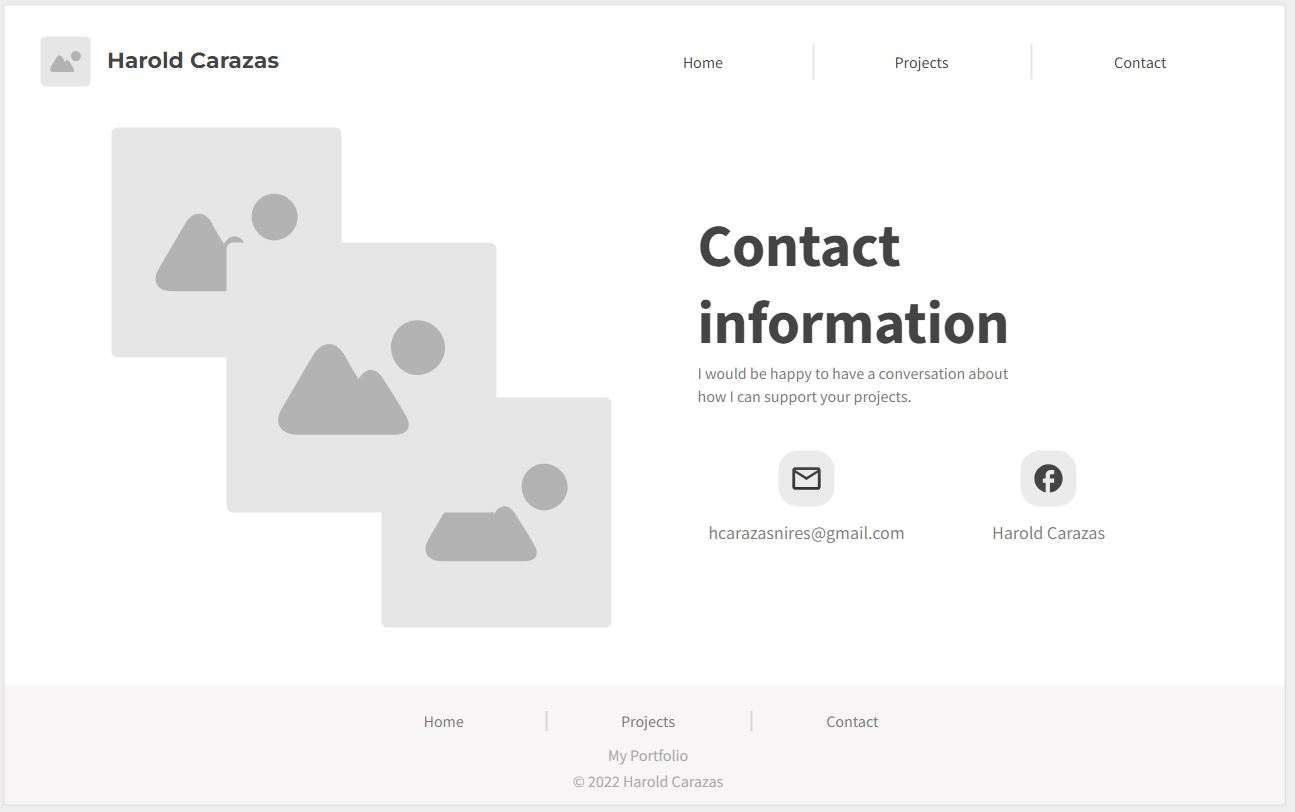 Harold Carazas
Home
Projects
Contact
Contact
information
I would be happy to have a conversation about
how I can support your projects.
hcarazasnires@gmail.com
Harold Carazas
Home
Projects
Contact
My Portfolio
© 2022 Harold Carazas